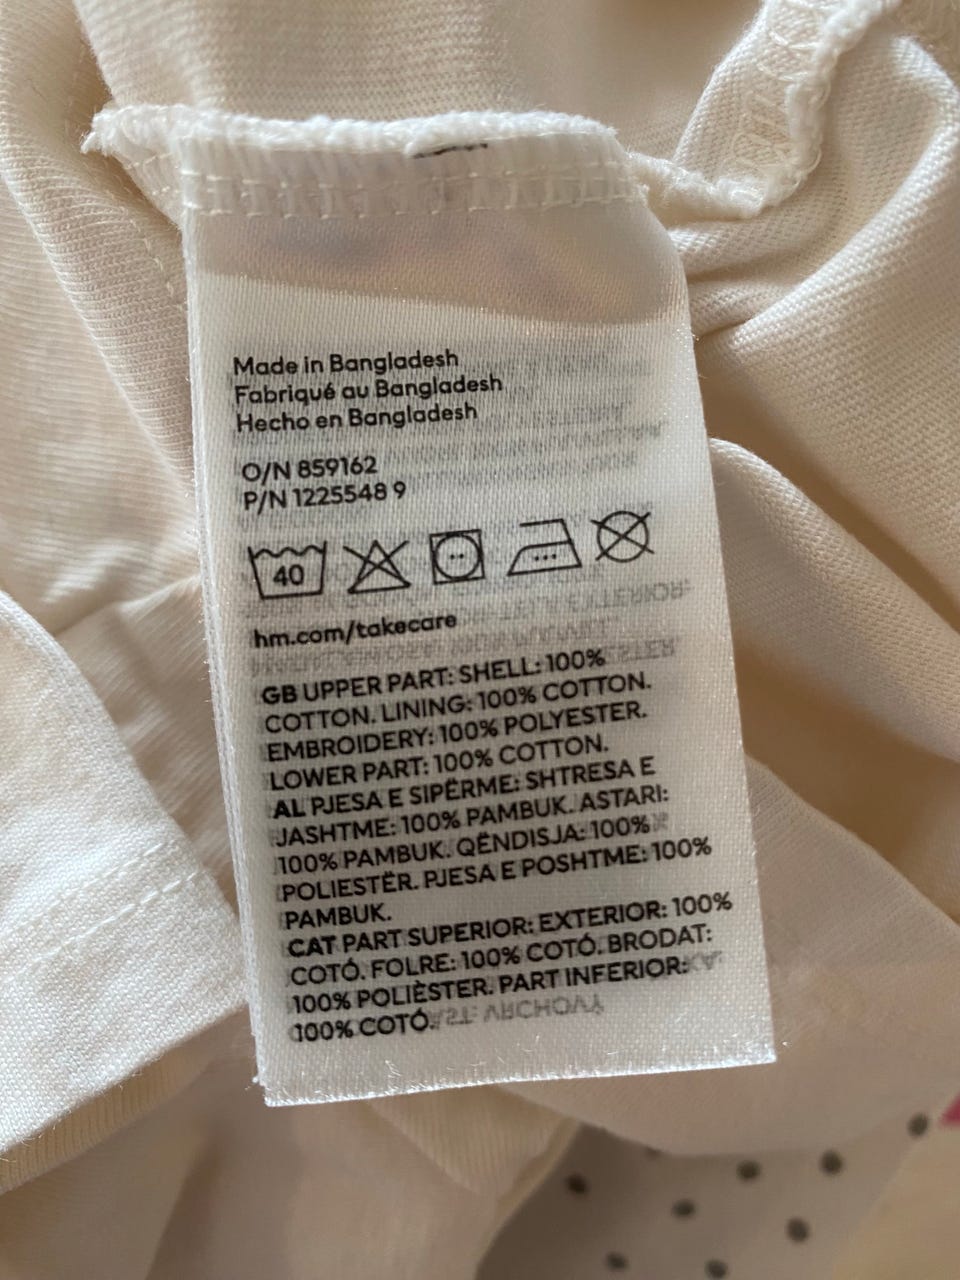 Made in Bangladesh
Fabriqué au Bangladesh
Hecho en Bangladesh
O/N 859162
P/N 1225548 9
40
hm.com/takecare
GB UPPER PART: SHELL: 100%
COTTON. LINING: 100% COTTON.
EMBROIDERY: 100% POLYESTER.
LOWER PART: 100% COTTON.
AL PJESA E SIPËRME: SHTRESA E
JASHTME: 100% PAMBUK. ASTARI:
100% PAMBUK. QËNDISJA: 100%
POLIESTËR. PJESA E POSHTME: 100%
PAMBUK.
CAT PART SUPERIOR: EXTERIOR: 100%
COTÓ. FOLRE: 100% COTÓ. BRODAT:
100% POLIÈSTER. PART INFERIOR:
100% COTÓ.